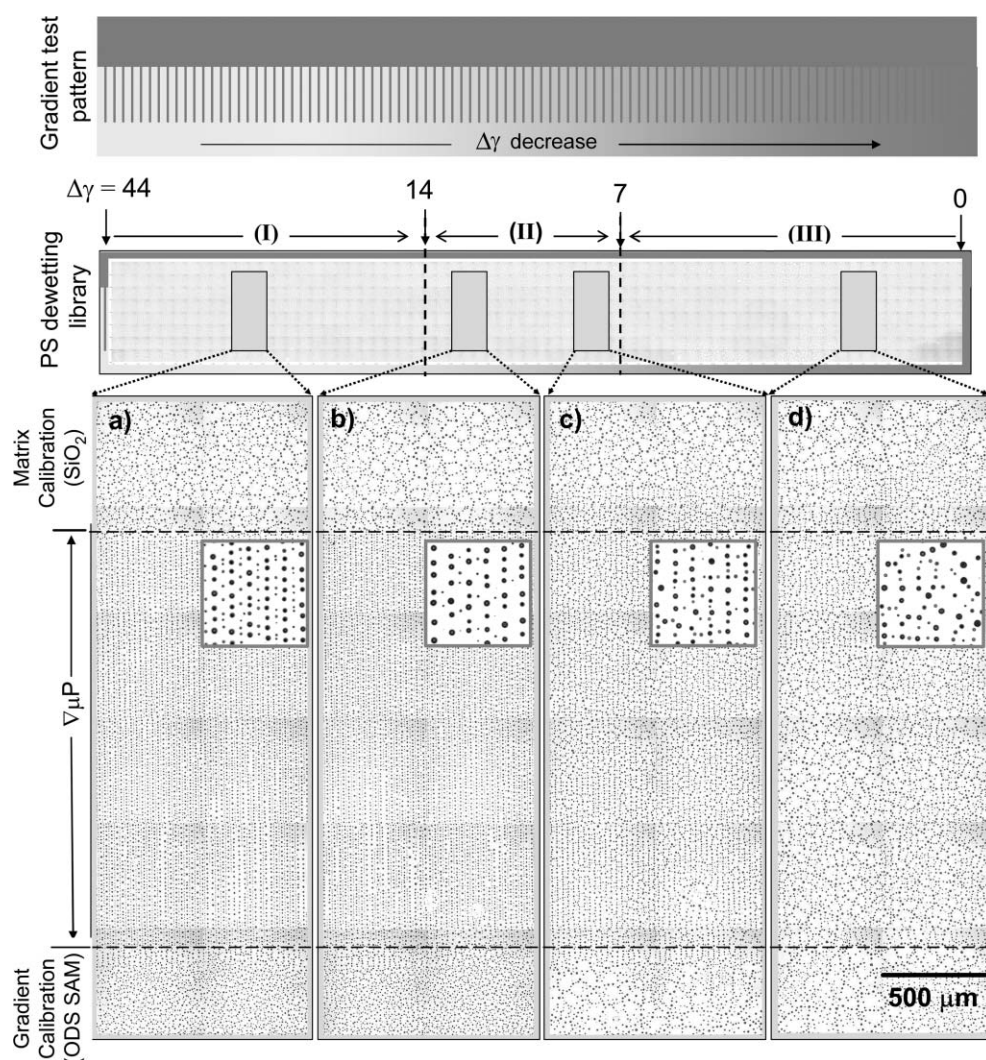 Gradient test
pattern
Δγ decrease
Δγ = 44
14
7
0
(I)
(II)
(III)
PS dewetting
library
a)
b)
c)
d)
Matrix
Calibration
(SiO2)
∇μP
Gradient
Calibration
(ODS SAM)
500 μm